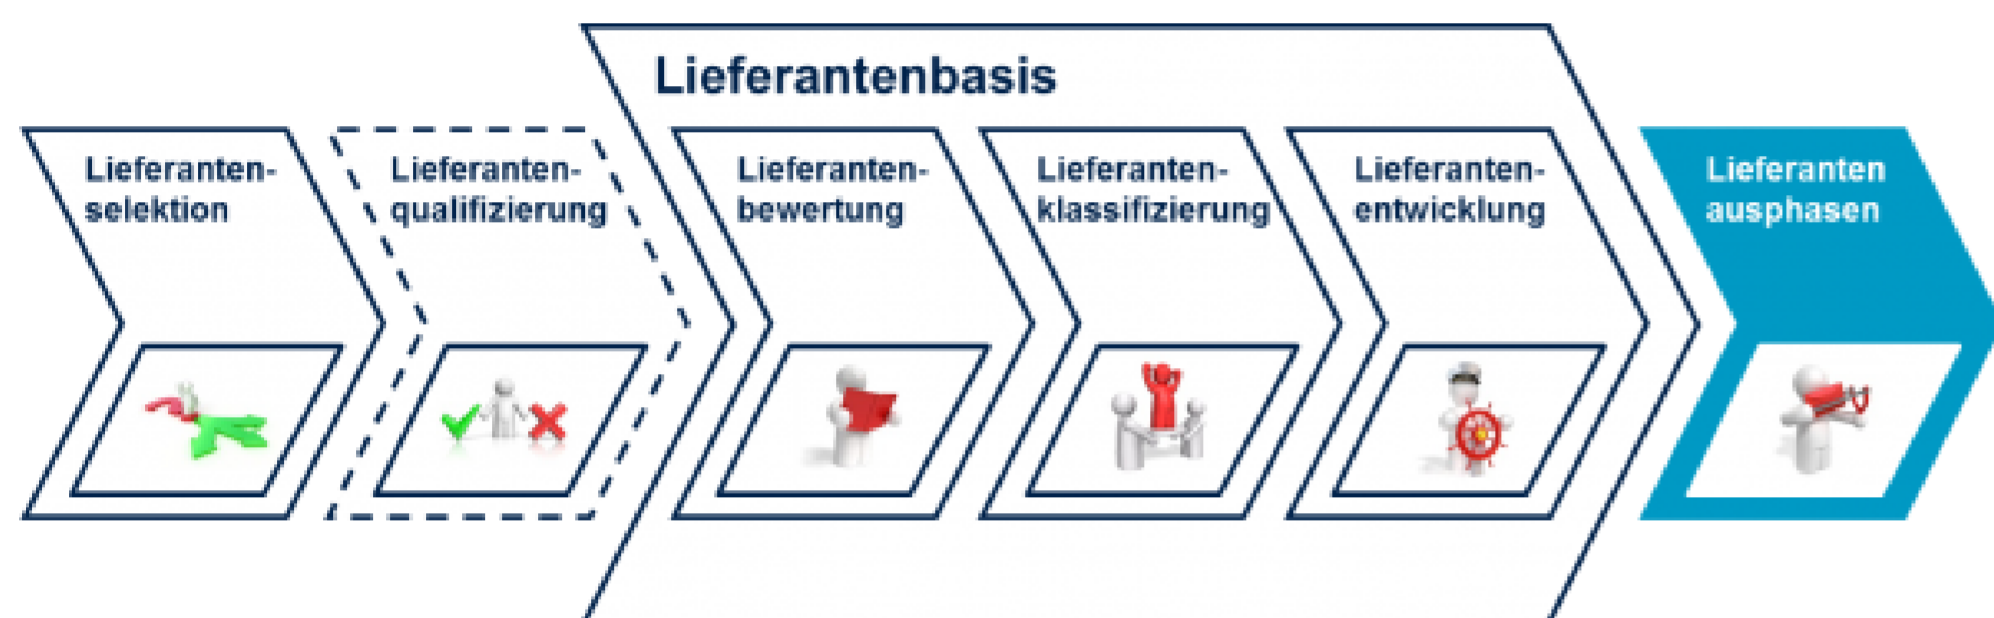 Lieferantenbasis
Lieferanten-
selektion
Lieferanten-
qualifizierung
Lieferanten-
bewertung
Lieferanten-
klassifizierung
Lieferanten-
entwicklung
Lieferanten
ausphasen